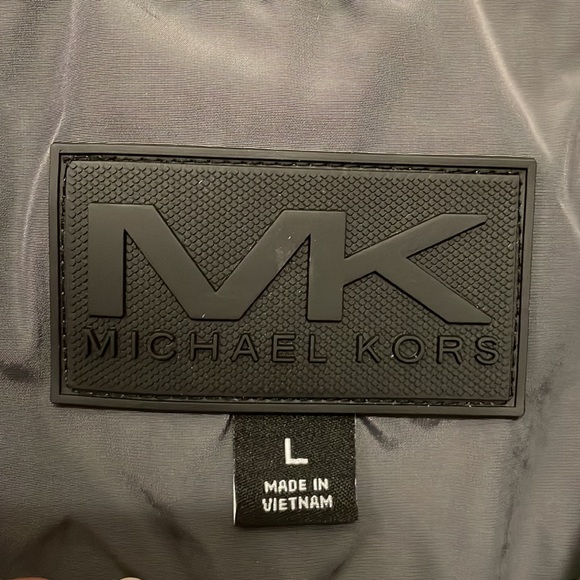 MK
MICHAEL KORS
L
MADE IN
VIETNAM